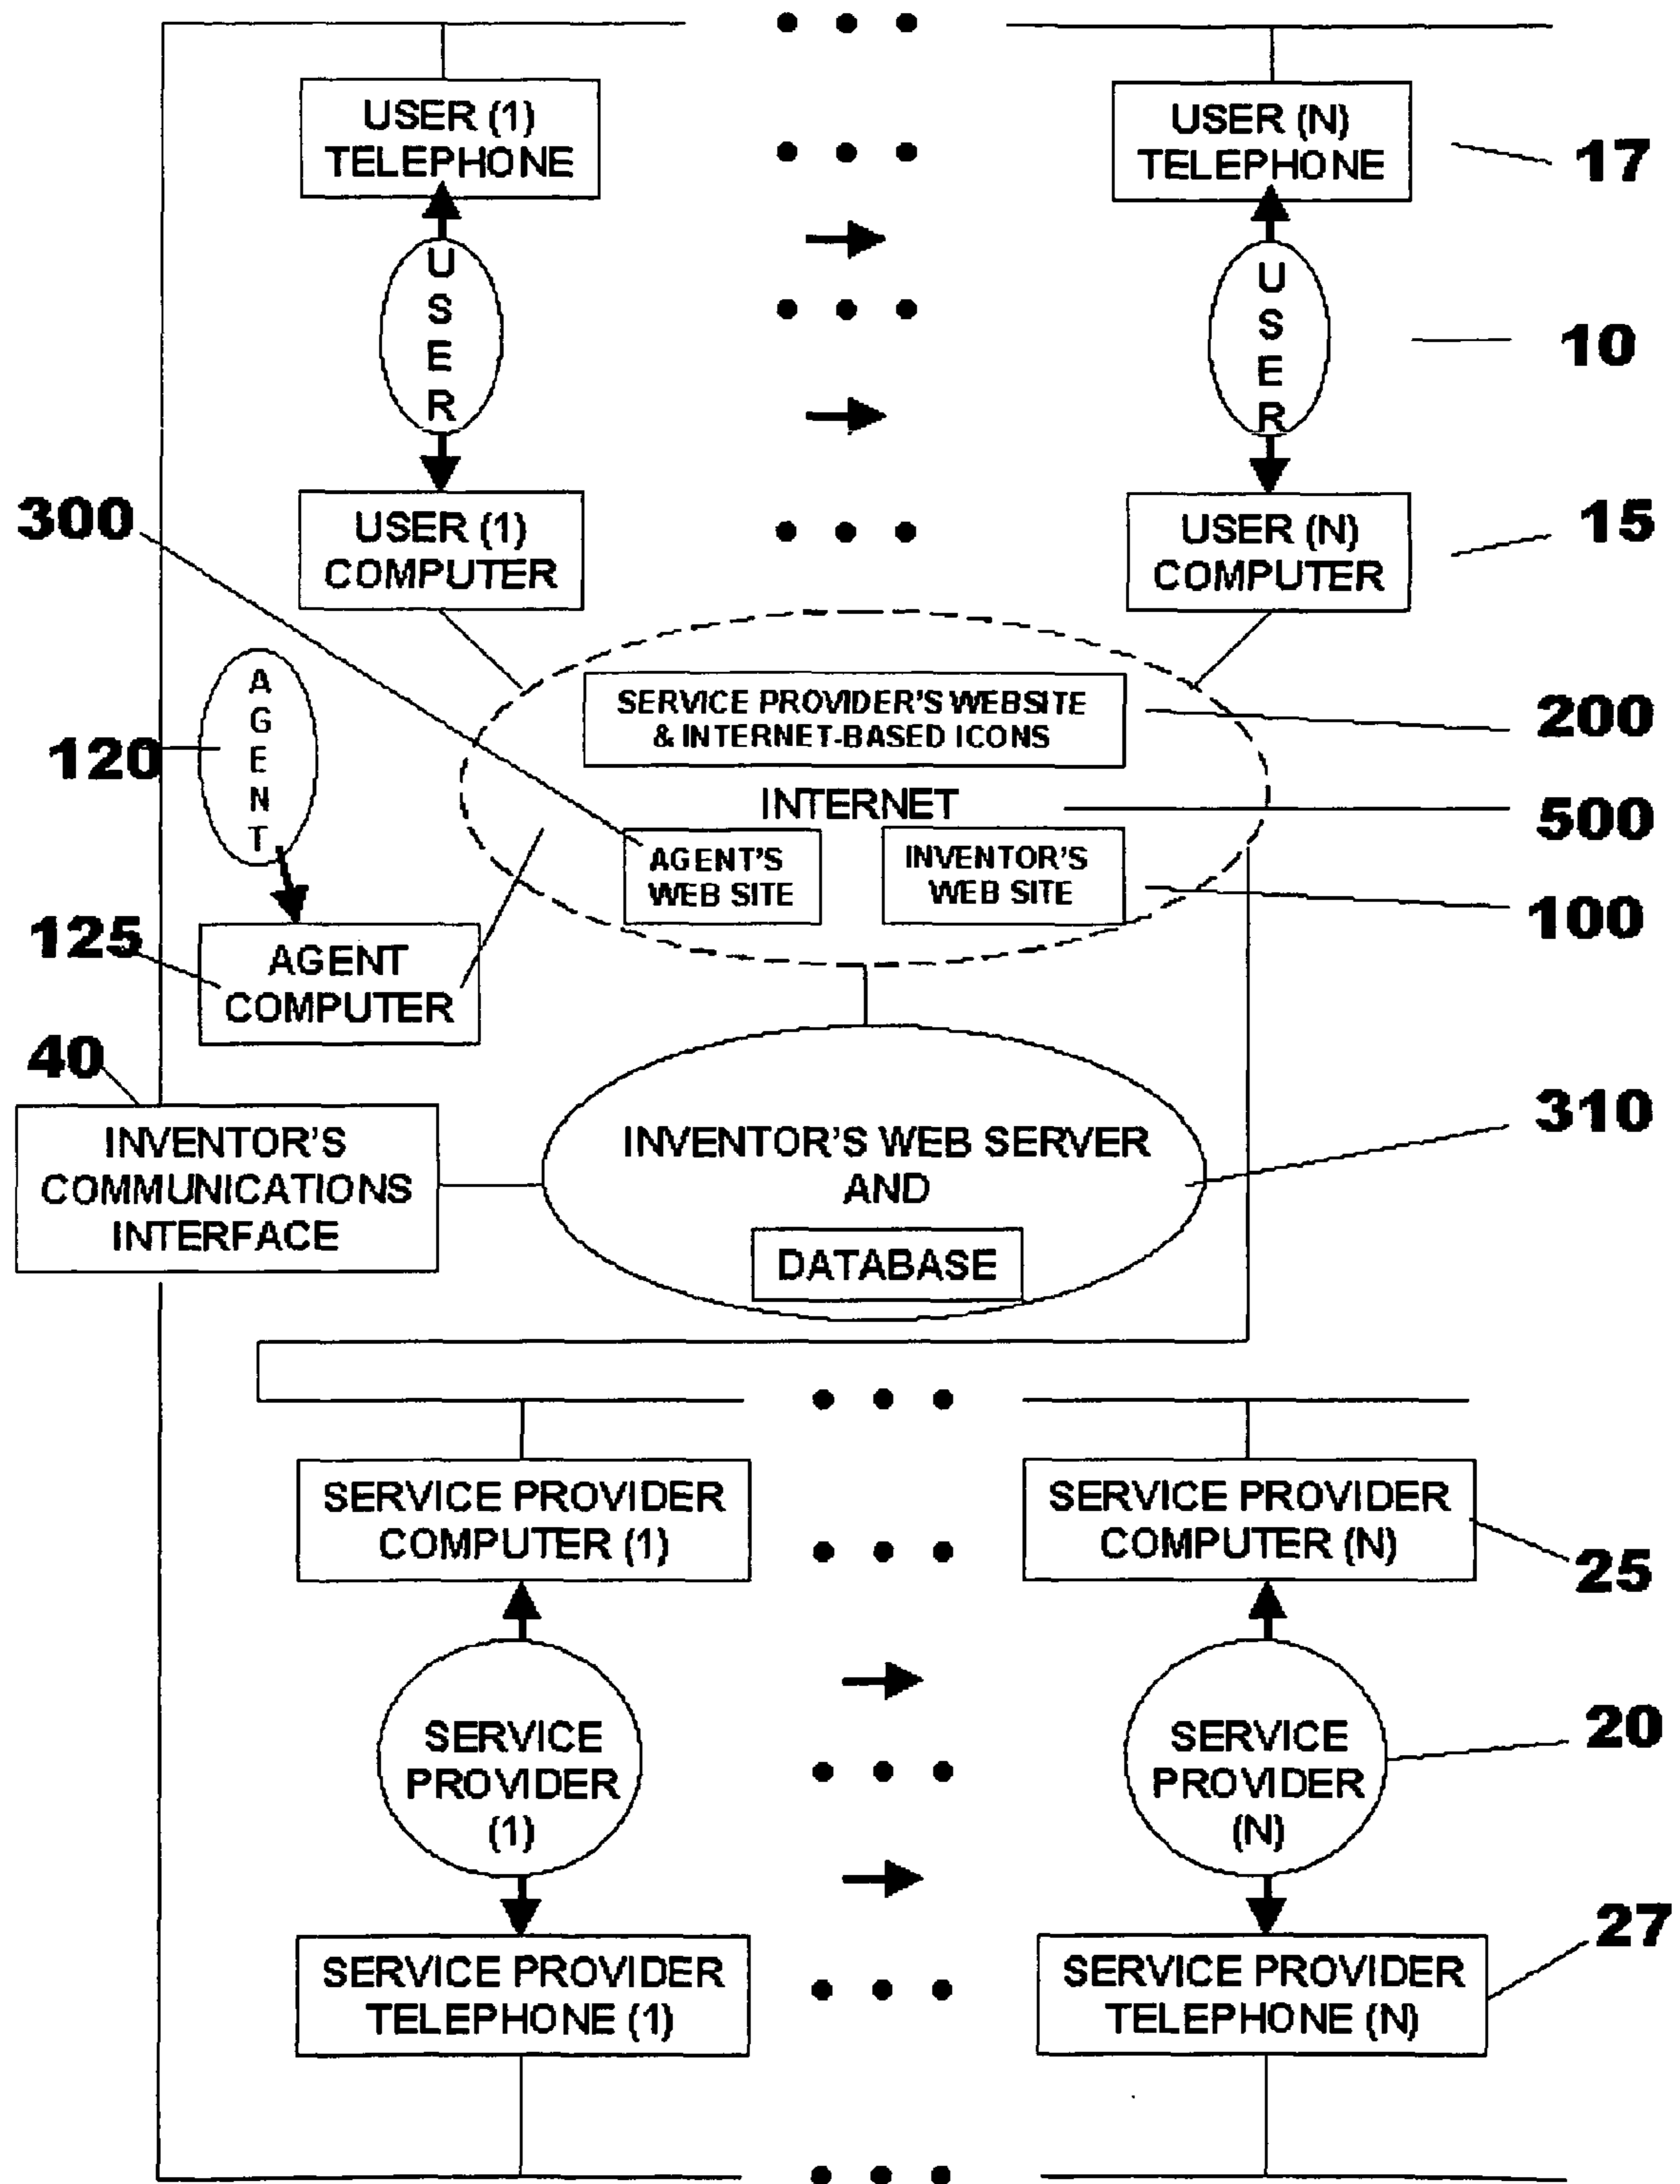 USER (1)
TELEPHONE
USER (N)
TELEPHONE
17
USER
USER
10
300
USER (1)
COMPUTER
USER (N)
COMPUTER
15
AGENT
120
SERVICE PROVIDER'S WEBSITE
& INTERNET-BASED ICONS
200
INTERNET
500
AGENT'S
WEB SITE
INVENTOR'S
WEB SITE
100
125
AGENT
COMPUTER
40
INVENTOR'S
COMMUNICATIONS
INTERFACE
INVENTOR'S WEB SERVER
AND
DATABASE
310
SERVICE PROVIDER
COMPUTER (1)
SERVICE PROVIDER
COMPUTER (N)
25
SERVICE
PROVIDER
(1)
SERVICE
PROVIDER
(N)
20
SERVICE PROVIDER
TELEPHONE (1)
SERVICE PROVIDER
TELEPHONE (N)
27